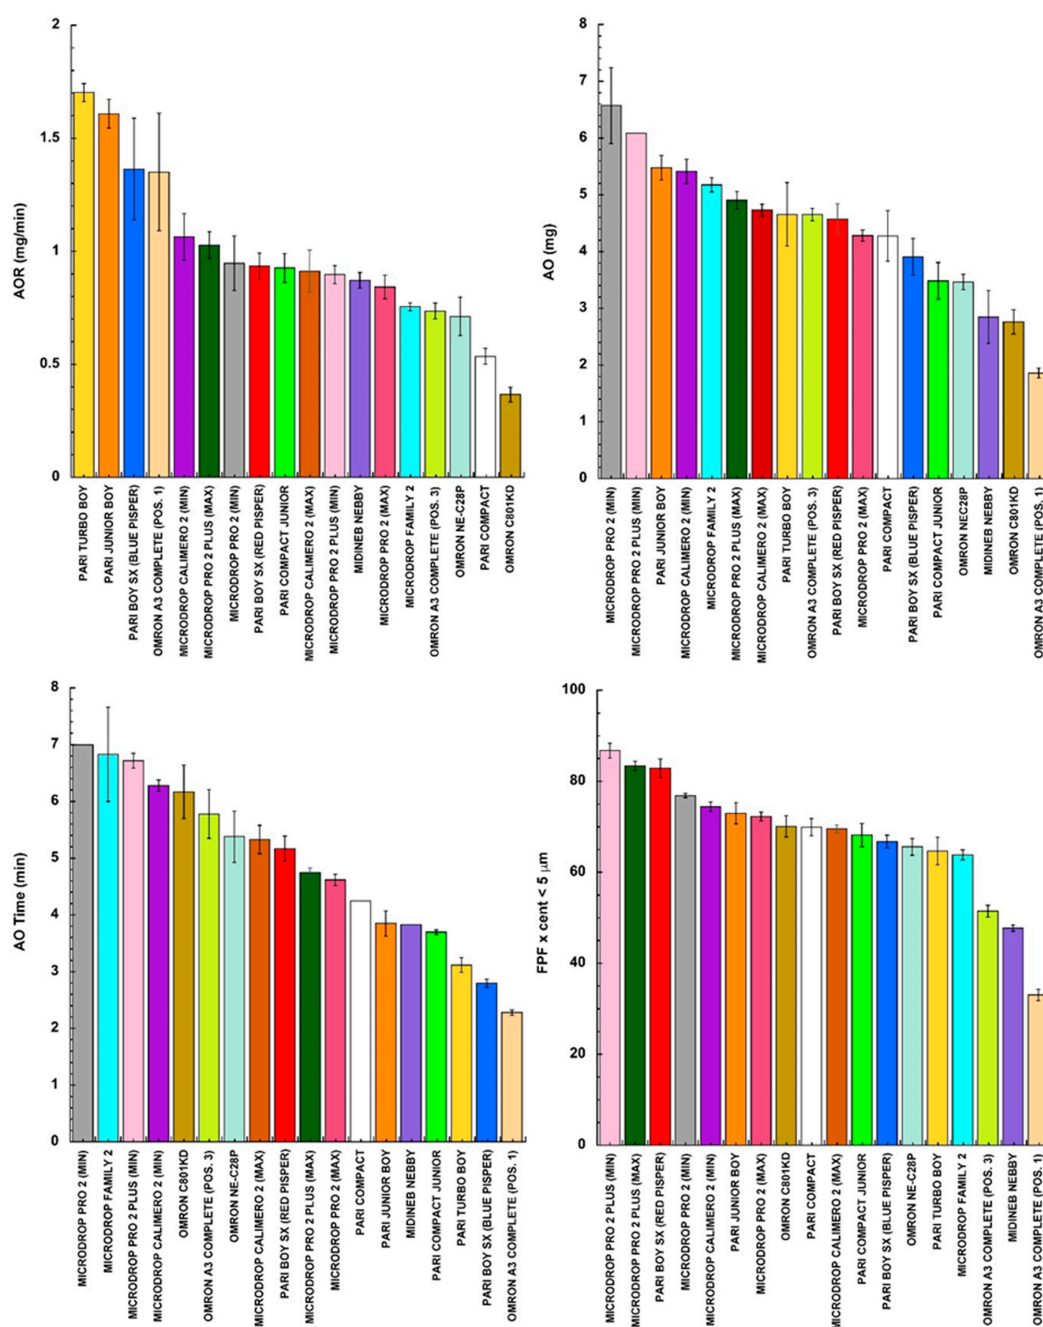 2
1.5
1
0.5
0
AOR (mg/min)
PARI TURBO BOY
PARI JUNIOR BOY
PARI BOY SX (BLUE PISPER)
OMRON A3 COMPLETE (POS. 1)
MICRODROP CALIMERO 2 (MIN)
MICRODROP PRO 2 PLUS (MAX)
MICRODROP PRO 2 (MIN)
PARI BOY SX (RED PISPER)
PARI COMPACT JUNIOR
MICRODROP CALIMERO 2 (MAX)
MICRODROP PRO 2 PLUS (MIN)
MIDINEB NEBBY
MICRODROP PRO 2 (MAX)
MICRODROP FAMILY 2
OMRON A3 COMPLETE (POS. 3)
OMRON NE-C28P
PARI COMPACT
OMRON C801KD
8
7
6
5
4
3
2
1
0
AO (mg)
MICRODROP PRO 2 (MIN)
MICRODROP PRO 2 PLUS (MIN)
PARI JUNIOR BOY
MICRODROP CALIMERO 2 (MIN)
MICRODROP FAMILY 2
MICRODROP PRO 2 PLUS (MAX)
MICRODROP CALIMERO 2 (MAX)
PARI TURBO BOY
OMRON A3 COMPLETE (POS. 3)
PARI BOY SX (RED PISPER)
MICRODROP PRO 2 (MAX)
PARI COMPACT
PARI BOY SX (BLUE PISPER)
PARI COMPACT JUNIOR
OMRON NEC28P
MIDINEB NEBBY
OMRON C801KD
OMRON A3 COMPLETE (POS. 1)
8
7
6
5
4
3
2
1
0
AO Time (min)
MICRODROP PRO 2 (MIN)
MICRODROP FAMILY 2
MICRODROP PRO 2 PLUS (MIN)
MICRODROP CALIMERO 2 (MIN)
OMRON C801KD
OMRON A3 COMPLETE (POS. 3)
OMRON NE-C28P
MICRODROP CALIMERO 2 (MAX)
PARI BOY SX (RED PISPER)
MICRODROP PRO 2 PLUS (MAX)
MICRODROP PRO 2 (MAX)
PARI COMPACT
PARI JUNIOR BOY
MIDINEB NEBBY
PARI COMPACT JUNIOR
PARI TURBO BOY
PARI BOY SX (BLUE PISPER)
OMRON A3 COMPLETE (POS. 1)
100
80
60
40
20
0
FPF x cent < 5 µm
MICRODROP PRO 2 PLUS (MIN)
MICRODROP PRO 2 PLUS (MAX)
PARI BOY SX (RED PISPER)
MICRODROP PRO 2 (MIN)
MICRODROP CALIMERO 2 (MIN)
PARI JUNIOR BOY
MICRODROP PRO 2 (MAX)
OMRON C801KD
PARI COMPACT
MICRODROP CALIMERO 2 (MAX)
PARI COMPACT JUNIOR
PARI BOY SX (BLUE PISPER)
OMRON NE-C28P
PARI TURBO BOY
MICRODROP FAMILY 2
OMRON A3 COMPLETE (POS. 3)
MIDINEB NEBBY
OMRON A3 COMPLETE (POS. 1)